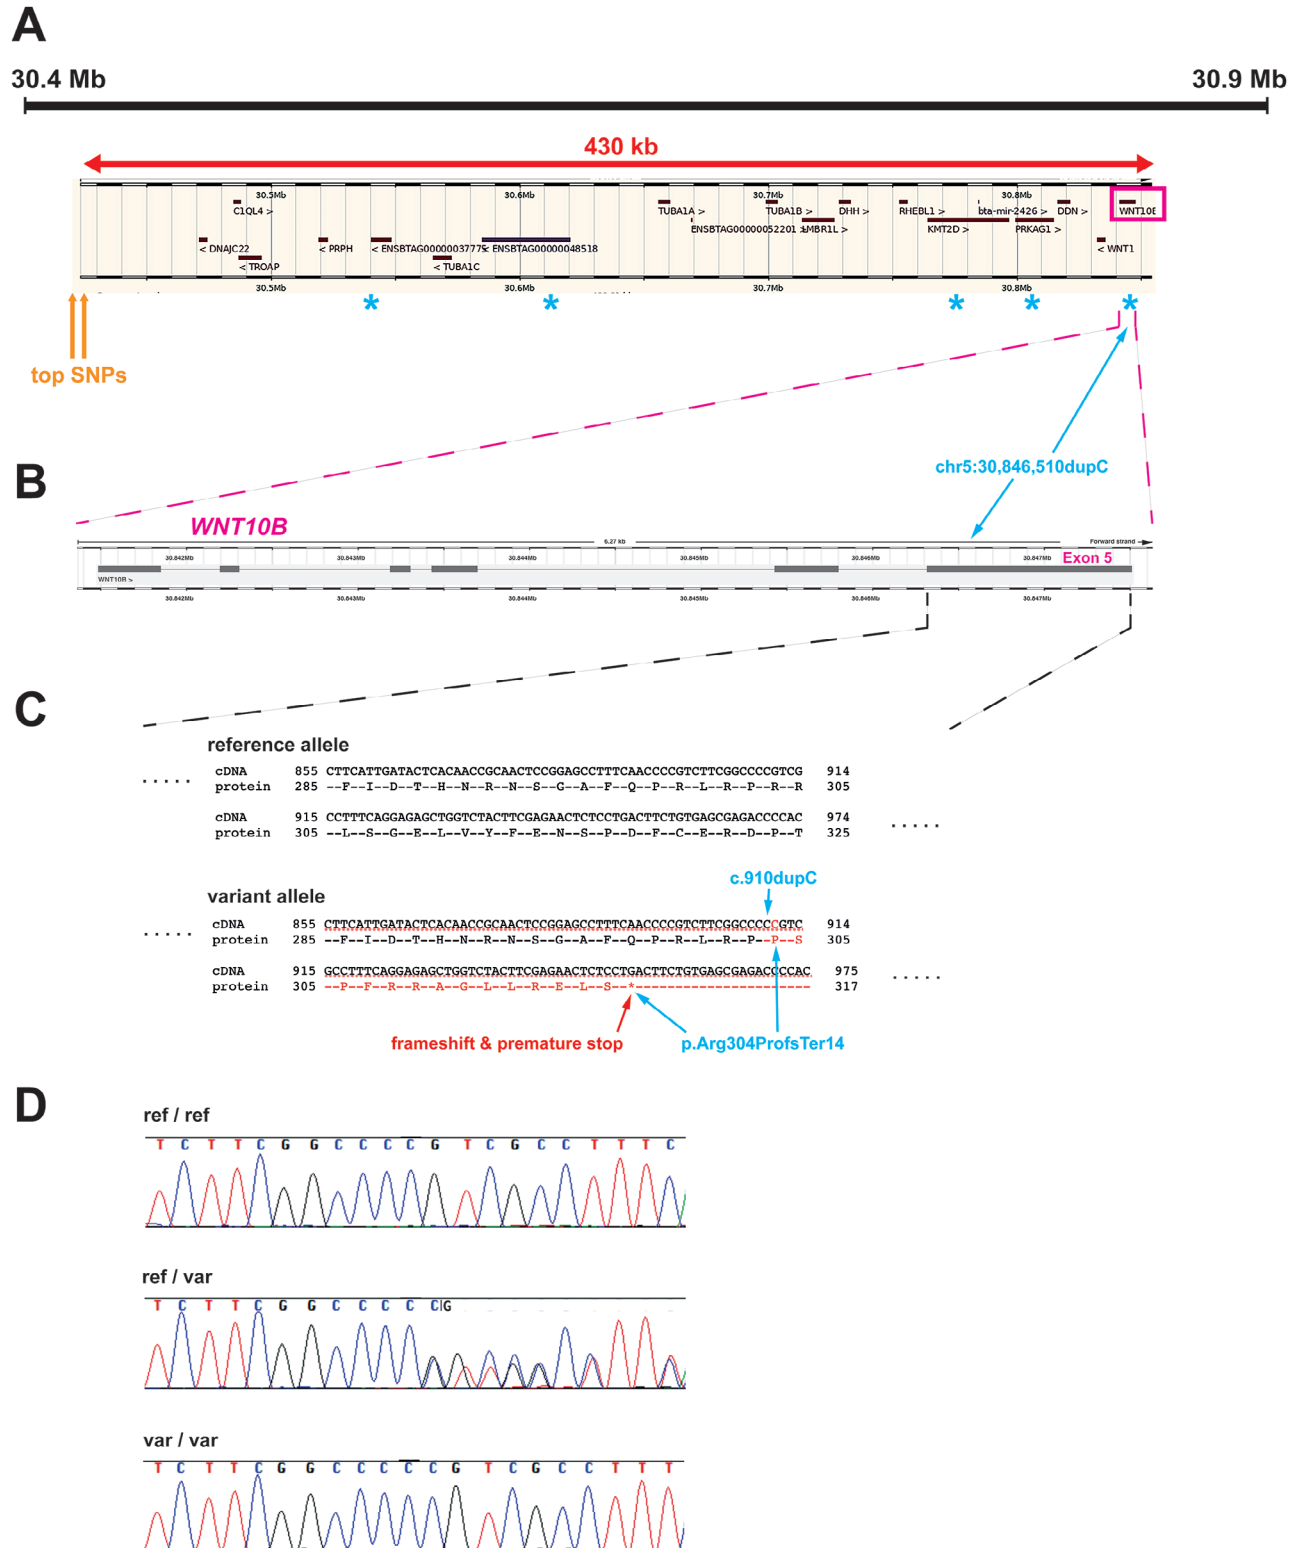 A
30.4 Mb 30.9 Mb
430 kb
30.5Mb 30.6Mb 30.7Mb 30.8Mb
C1QL4 > TUBA1A > TUBA1B > DHH > RHEBL1 > bta-mir-2426 > DDN > WNT10B
ENSBTAG00000052201 > LMBR1L > KMT2D > PRKAG1 >
< DNAJC22 < PRPH < ENSBTAG00000037775 < ENSBTAG00000048518 < WNT1
< TROAP < TUBA1C
30.5Mb 30.6Mb 30.7Mb 30.8Mb
* * * * *
top SNPs
chr5:30,846,510dupC
B
WNT10B
6.27 kb Forward strand
30.842Mb 30.843Mb 30.844Mb 30.845Mb 30.846Mb 30.847Mb
Exon 5
WNT10B >
30.842Mb 30.843Mb 30.844Mb 30.845Mb 30.846Mb 30.847Mb
C
reference allele
cDNA 855 CTTCATTGATACTCACAACCGCAACTCCGGAGCCTTTCAACCCCGTCTTCGGCCCCGTCG 914
..... protein 285 --F--I--D--T--H--N--R--N--S--G--A--F--Q--P--R--L--R--P--R--R 305
cDNA 915 CCTTTCAGGAGAGCTGGTCTACTTCGAGAACTCTCCTGACTTCTGTGAGCGAGACCCCAC 974
protein 305 --L--S--G--E--L--V--Y--F--E--N--S--P--D--F--C--E--R--D--P--T 325 .....
c.910dupC
variant allele
cDNA 855 CTTCATTGATACTCACAACCGCAACTCCGGAGCCTTTCAACCCCGTCTTCGGCCCCCGTC 914
..... protein 285 --F--I--D--T--H--N--R--N--S--G--A--F--Q--P--R--L--R--P--P--S 305
cDNA 915 GCCTTTCAGGAGAGCTGGTCTACTTCGAGAACTCTCCTGACTTCTGTGAGCGAGACCCCAC 975
protein 305 --P--F--R--R--A--G--L--L--R--E--L--S--*---------------------- 317 .....
frameshift & premature stop p.Arg304ProfsTer14
D
ref / ref
T C T T C G G C C C C G T C G C C T T T C
ref / var
T C T T C G G C C C C C G
var / var
T C T T C G G C C C C C G T C G C C T T T